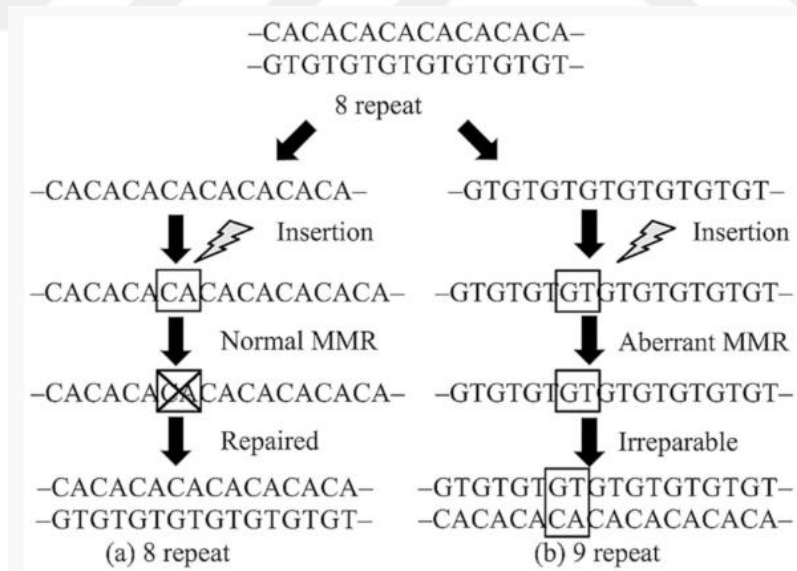 –CACACACACACACACA–
–GTGTGTGTGTGTGTGT–
8 repeat
–CACACACACACACACA– –GTGTGTGTGTGTGTGT–
Insertion Insertion
–CACACACACACACACACA– –GTGTGTGTGTGTGTGTGT–
Normal MMR Aberrant MMR
–CACACACACACACACACA– –GTGTGTGTGTGTGTGTGT–
Repaired Irreparable
–CACACACACACACACA– –GTGTGTGTGTGTGTGTGT–
–GTGTGTGTGTGTGTGT– –CACACACACACACACACA–
(a) 8 repeat (b) 9 repeat